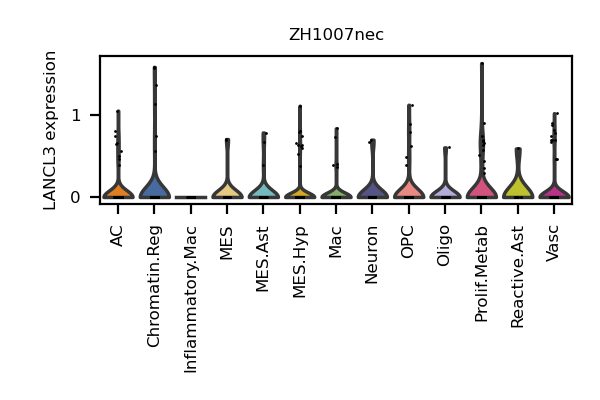 ZH1007nec
LANCL3 expression
1
0
AC
Chromatin.Reg
Inflammatory.Mac
MES
MES.Ast
MES.Hyp
Mac
Neuron
OPC
Oligo
Prolif.Metab
Reactive.Ast
Vasc